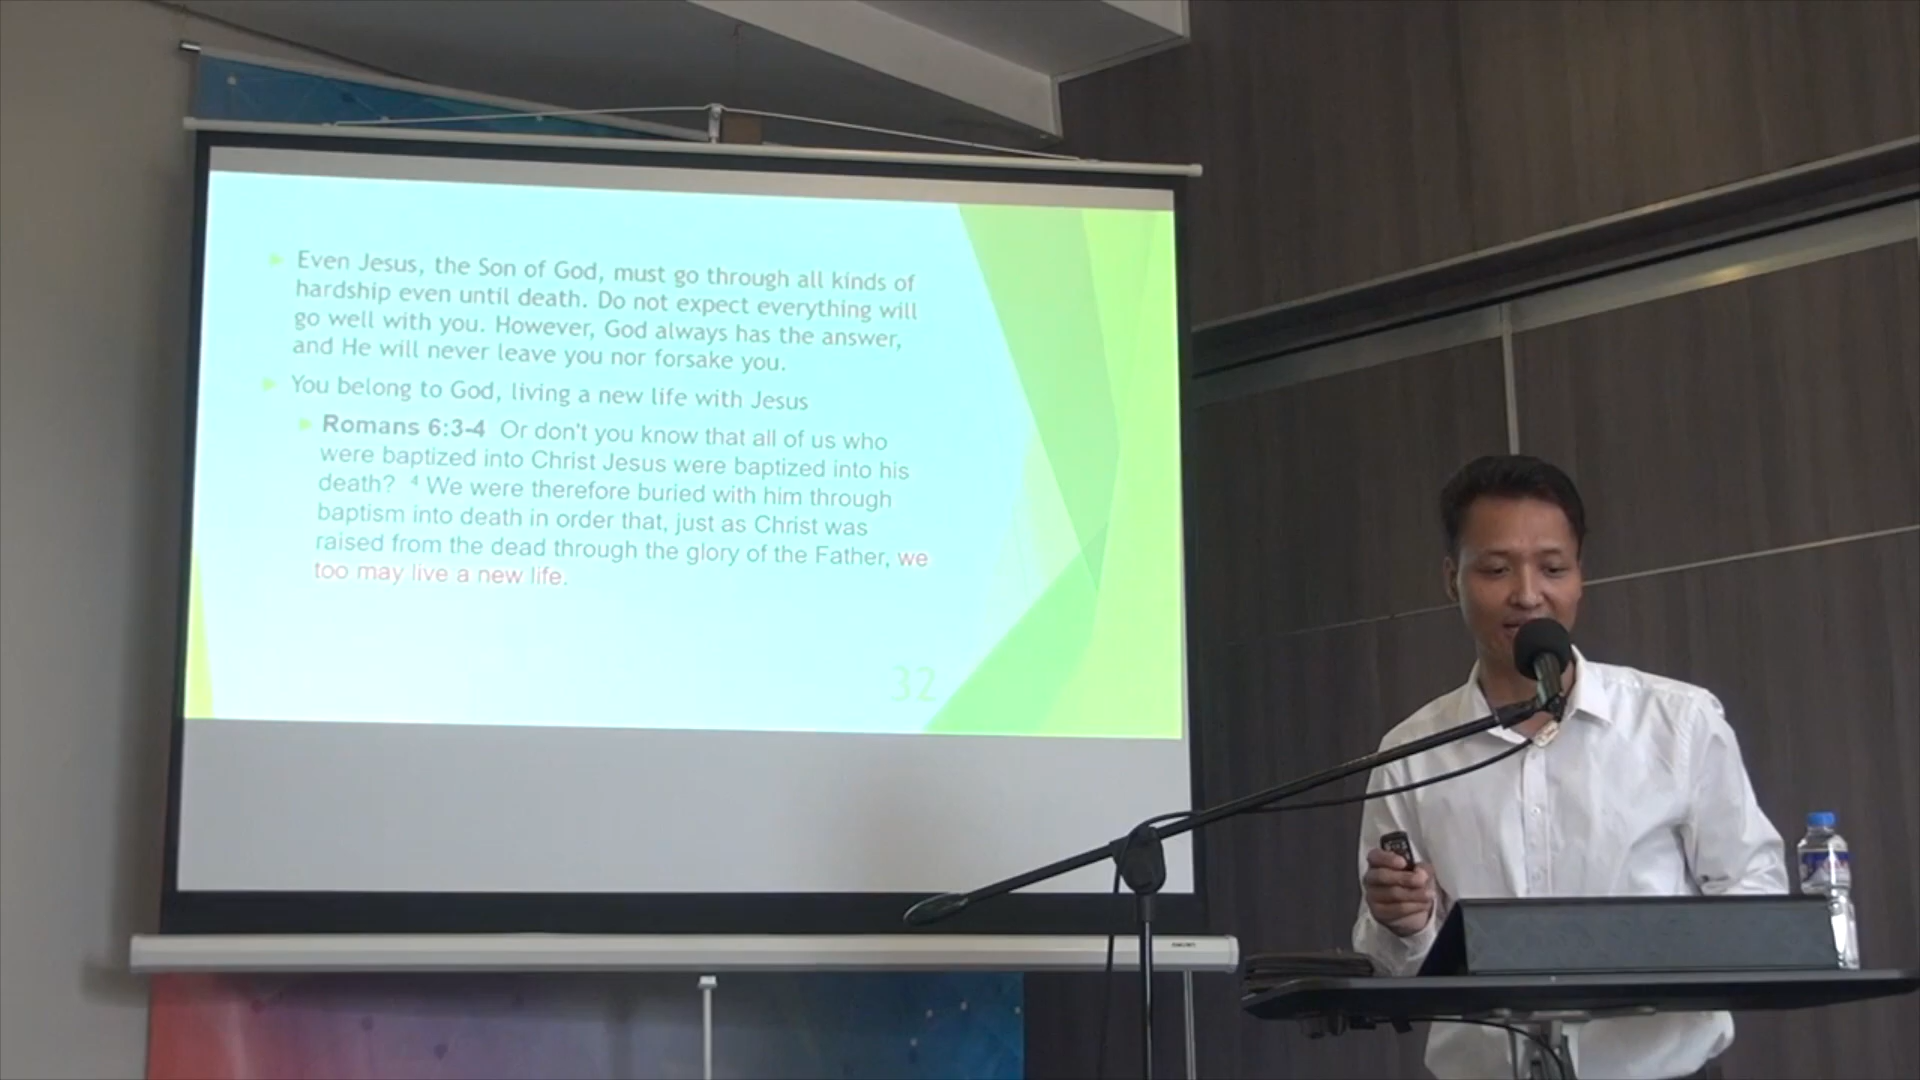 Even Jesus, the Son of God, must go through all kinds of
hardship even until death. Do not expect everything will
go well with you. However, God always has the answer,
and He will never leave you nor forsake you.
You belong to God, living a new life with Jesus
Romans 6:3-4 Or don't you know that all of us who
were baptized into Christ Jesus were baptized into his
death? ⁴ We were therefore buried with him through
baptism into death in order that, just as Christ was
raised from the dead through the glory of the Father, we
too may live a new life.
32